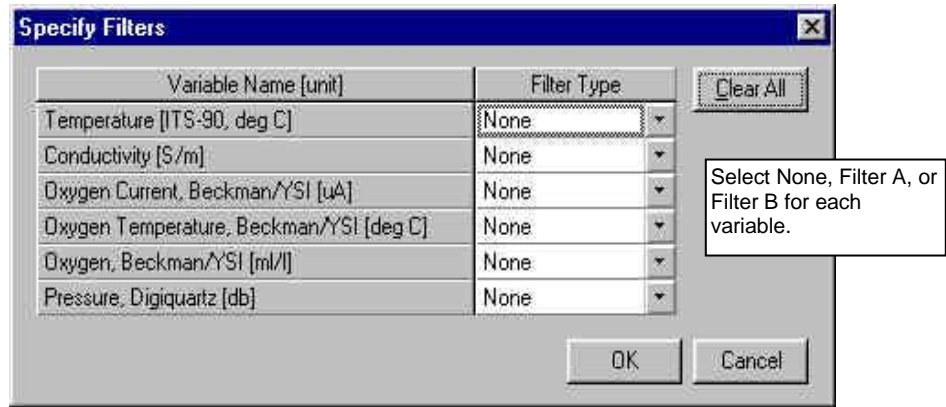 Specify Filters
Variable Name [unit] Filter Type
Clear All
Temperature [ITS-90, deg C] None
Conductivity [S/m] None
Oxygen Current, Beckman/YSI [uA] None
Oxygen Temperature, Beckman/YSI [deg C] None
Oxygen, Beckman/YSI [ml/l] None
Pressure, Digiquartz [db] None
Select None, Filter A, or
Filter B for each
variable.
OK Cancel